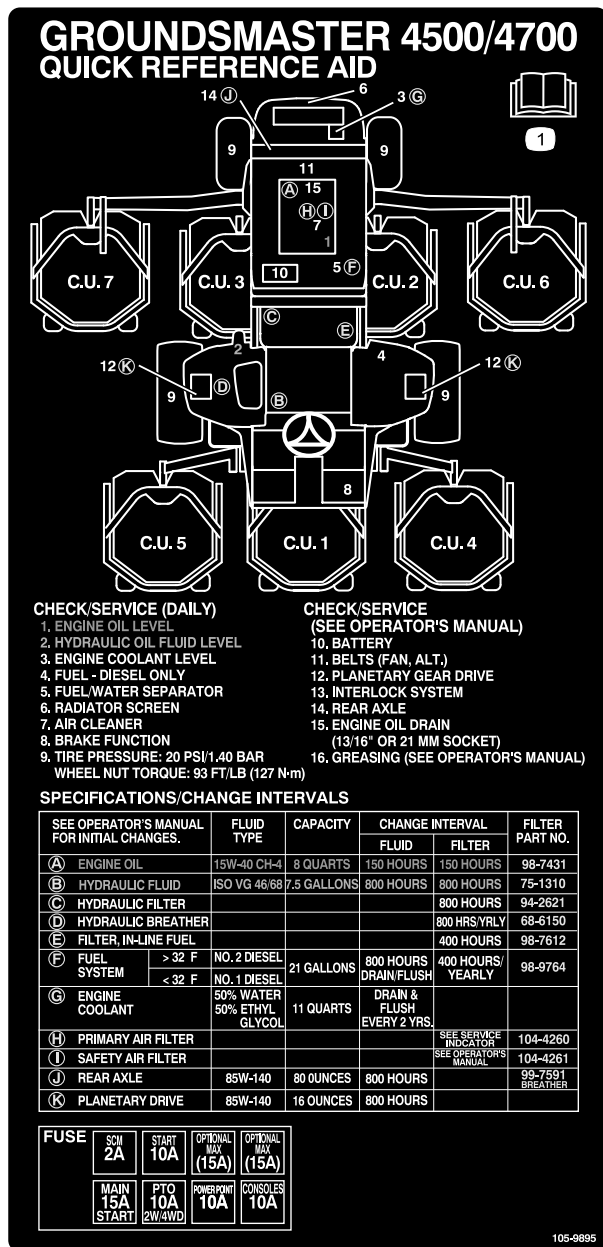 GROUNDSMASTER 4500/4700
QUICK REFERENCE AID
6
14 J
3 G
1
9
9
11
A 15
H I
7
1
C.U. 7
C.U. 3
10
5 F
C.U. 2
C.U. 6
C
E
2
4
12 K
12 K
9
D
B
9
8
C.U. 5
C.U. 1
C.U. 4
CHECK/SERVICE (DAILY)
1. ENGINE OIL LEVEL
2. HYDRAULIC OIL FLUID LEVEL
3. ENGINE COOLANT LEVEL
4. FUEL - DIESEL ONLY
5. FUEL/WATER SEPARATOR
6. RADIATOR SCREEN
7. AIR CLEANER
8. BRAKE FUNCTION
9. TIRE PRESSURE: 20 PSI/1.40 BAR
WHEEL NUT TORQUE: 93 FT/LB (127 N·m)
CHECK/SERVICE
(SEE OPERATOR'S MANUAL)
10. BATTERY
11. BELTS (FAN, ALT.)
12. PLANETARY GEAR DRIVE
13. INTERLOCK SYSTEM
14. REAR AXLE
15. ENGINE OIL DRAIN
(13/16" OR 21 MM SOCKET)
16. GREASING (SEE OPERATOR'S MANUAL)
SPECIFICATIONS/CHANGE INTERVALS
SEE OPERATOR'S MANUAL FOR INITIAL CHANGES. FLUID TYPE CAPACITY CHANGE INTERVAL FILTER PART NO.
FLUID FILTER
A ENGINE OIL 15W-40 CH-4 8 QUARTS 150 HOURS 150 HOURS 98-7431
B HYDRAULIC FLUID ISO VG 46/68 7.5 GALLONS 800 HOURS 800 HOURS 75-1310
C HYDRAULIC FILTER 800 HOURS 94-2621
D HYDRAULIC BREATHER 800 HRS/YRLY 68-6150
E FILTER, IN-LINE FUEL 400 HOURS 98-7612
F FUEL SYSTEM > 32 F NO. 2 DIESEL 21 GALLONS 800 HOURS DRAIN/FLUSH 400 HOURS/ YEARLY 98-9764
< 32 F NO. 1 DIESEL
G ENGINE COOLANT 50% WATER 50% ETHYL GLYCOL 11 QUARTS DRAIN & FLUSH EVERY 2 YRS.
H PRIMARY AIR FILTER SEE SERVICE INDCATOR 104-4260
I SAFETY AIR FILTER SEE OPERATOR'S MANUAL 104-4261
J REAR AXLE 85W-140 80 OUNCES 800 HOURS 99-7591 BREATHER
K PLANETARY DRIVE 85W-140 16 OUNCES 800 HOURS
FUSE
SCM 2A
START 10A
OPTIONAL MAX (15A)
OPTIONAL MAX (15A)
MAIN 15A START
PTO 10A 2W/4WD
POWER POINT 10A
CONSOLES 10A
105-9895